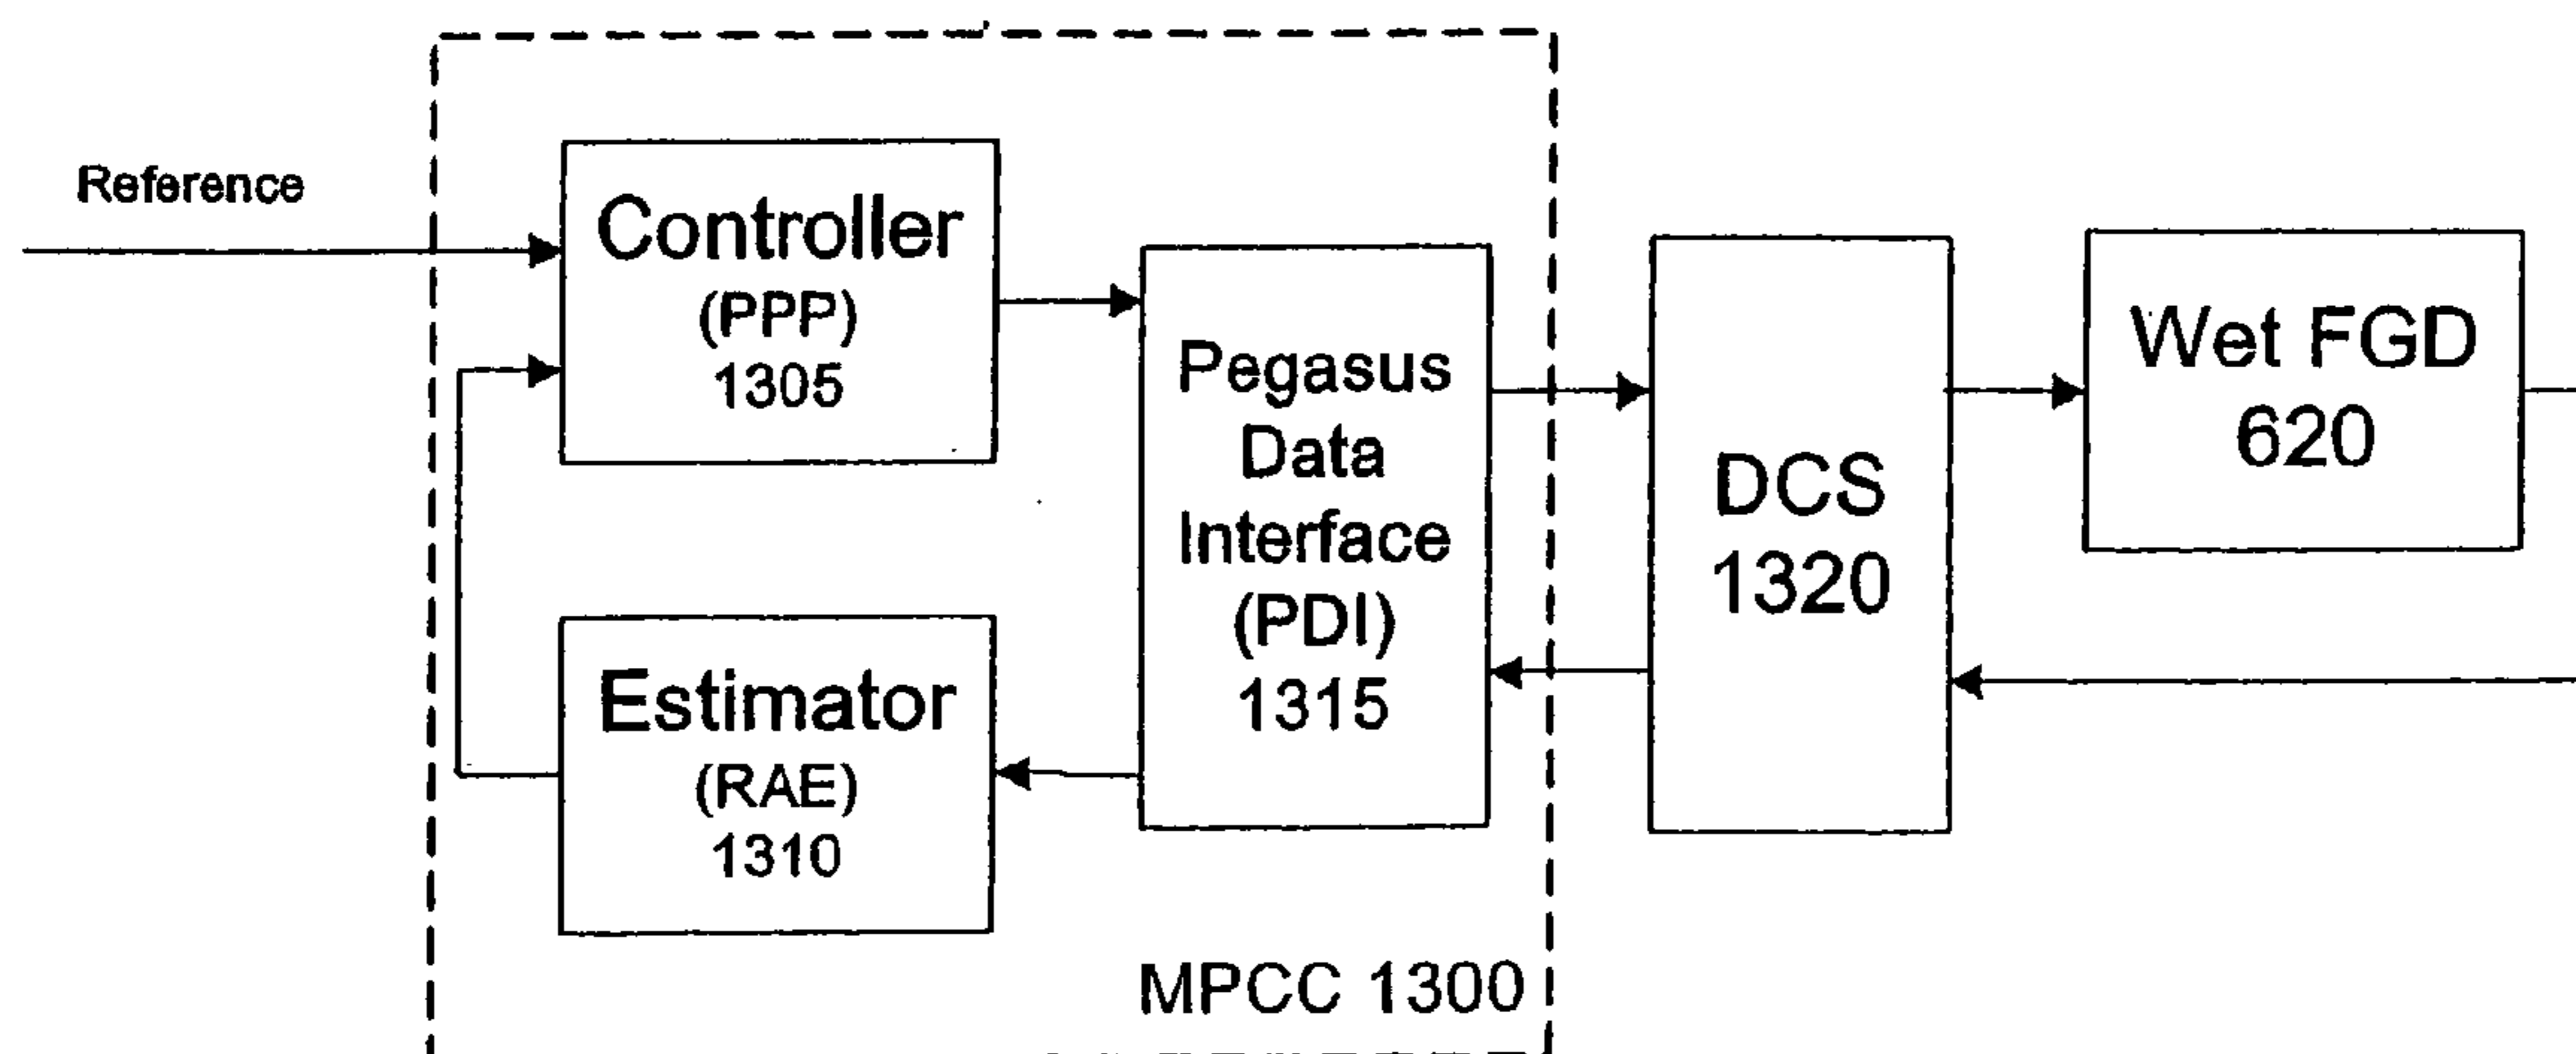 Reference
Controller
(PPP)
1305
Pegasus
Data
Interface
(PDI)
1315
DCS
1320
Wet FGD
620
Estimator
(RAE)
1310
MPCC 1300